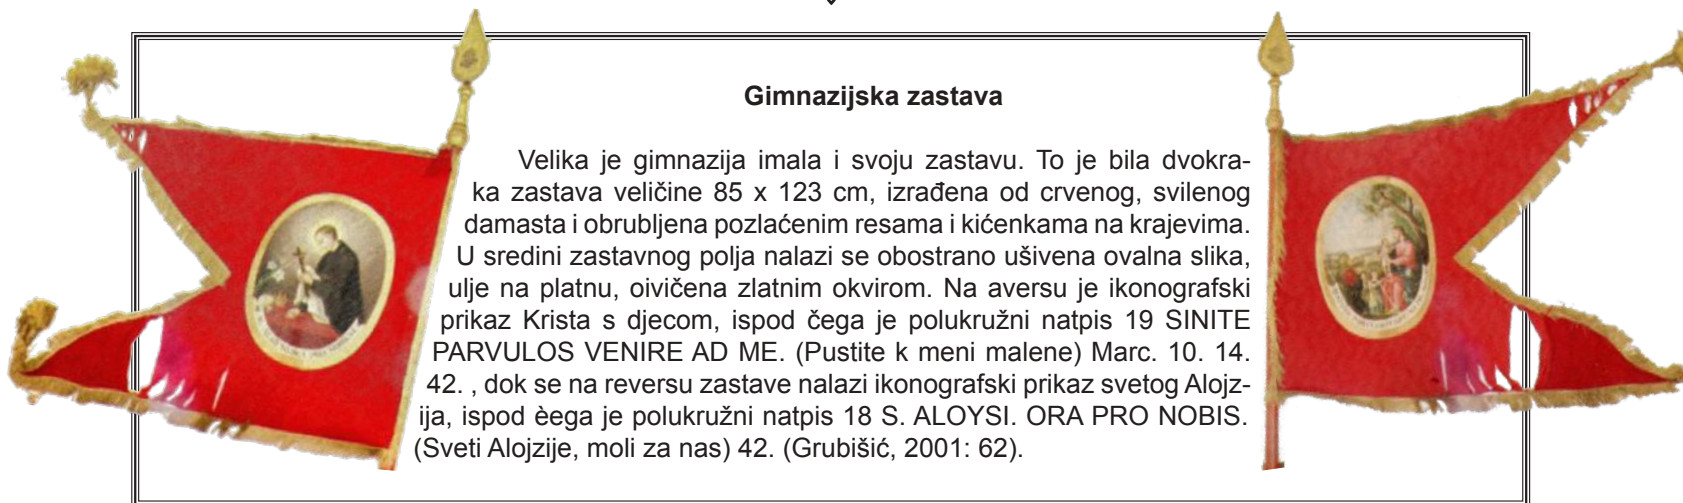 Gimnazijska zastava
Velika je gimnazija imala i svoju zastavu. To je bila dvokra-
ka zastava veličine 85 x 123 cm, izrađena od crvenog, svilenog
damasta i obrubljena pozlaćenim resama i kićenkama na krajevima.
U sredini zastavnog polja nalazi se obostrano ušivena ovalna slika,
ulje na platnu, oivičena zlatnim okvirom. Na aversu je ikonografski
prikaz Krista s djecom, ispod čega je polukružni natpis 19 SINITE
PARVULOS VENIRE AD ME. (Pustite k meni malene) Marc. 10. 14.
42. , dok se na reversu zastave nalazi ikonografski prikaz svetog Alojz-
ija, ispod èega je polukružni natpis 18 S. ALOYSI. ORA PRO NOBIS.
(Sveti Alojzije, moli za nas) 42. (Grubišić, 2001: 62).